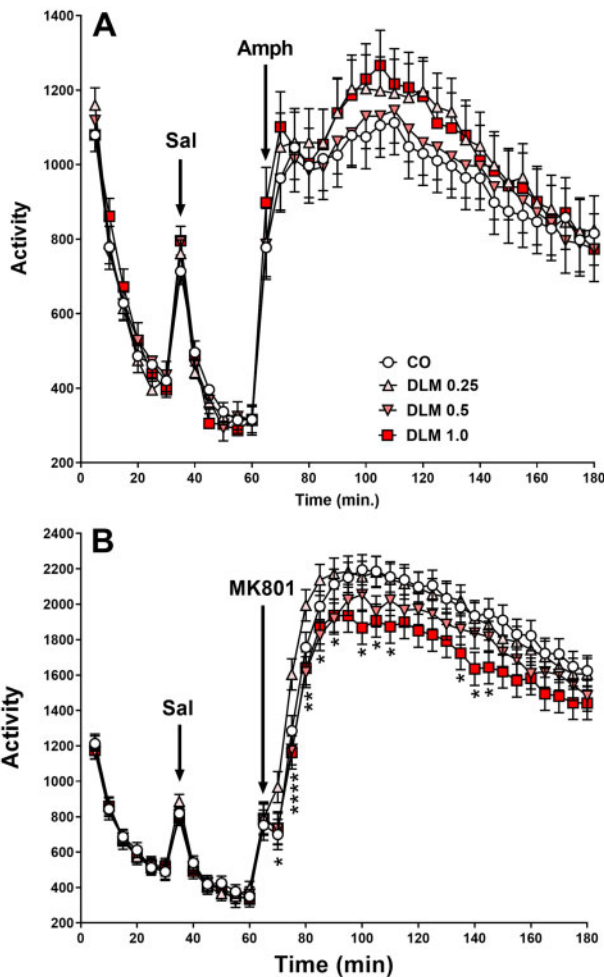 A
1400
1200
1000
800
600
400
200
Activity
Sal
Amph
CO
DLM 0.25
DLM 0.5
DLM 1.0
0 20 40 60 80 100 120 140 160 180
Time (min.)
B
2400
2200
2000
1800
1600
1400
1200
1000
800
600
400
200
Activity
Sal
MK801
*
****
**
*
*
*
*
*
*
*
*
0 20 40 60 80 100 120 140 160 180
Time (min)